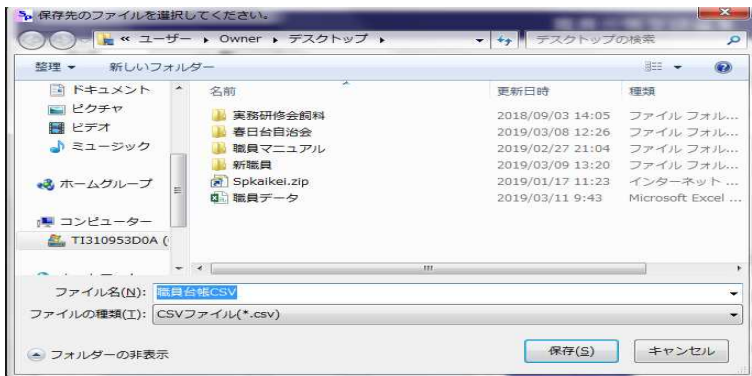 保存先のファイルを選択してください。
« ユーザー ▸ Owner ▸ デスクトップ ▸
デスクトップの検索
整理 新しいフォルダー
名前 更新日時 種類
ドキュメント
ピクチャ
ビデオ
ミュージック
ホームグループ
コンピューター
TI310953D0A (
実務研修会飼料 2018/09/03 14:05 ファイル フォル...
春日台自治会 2019/03/08 12:26 ファイル フォル...
職員マニュアル 2019/02/27 21:04 ファイル フォル...
新職員 2019/03/09 13:20 ファイル フォル...
Spkaikei.zip 2019/01/17 11:23 インターネット ...
職員データ 2019/03/11 9:43 Microsoft Excel ...
ファイル名(N): 職員台帳CSV
ファイルの種類(T): CSVファイル(*.csv)
フォルダーの非表示
保存(S) キャンセル